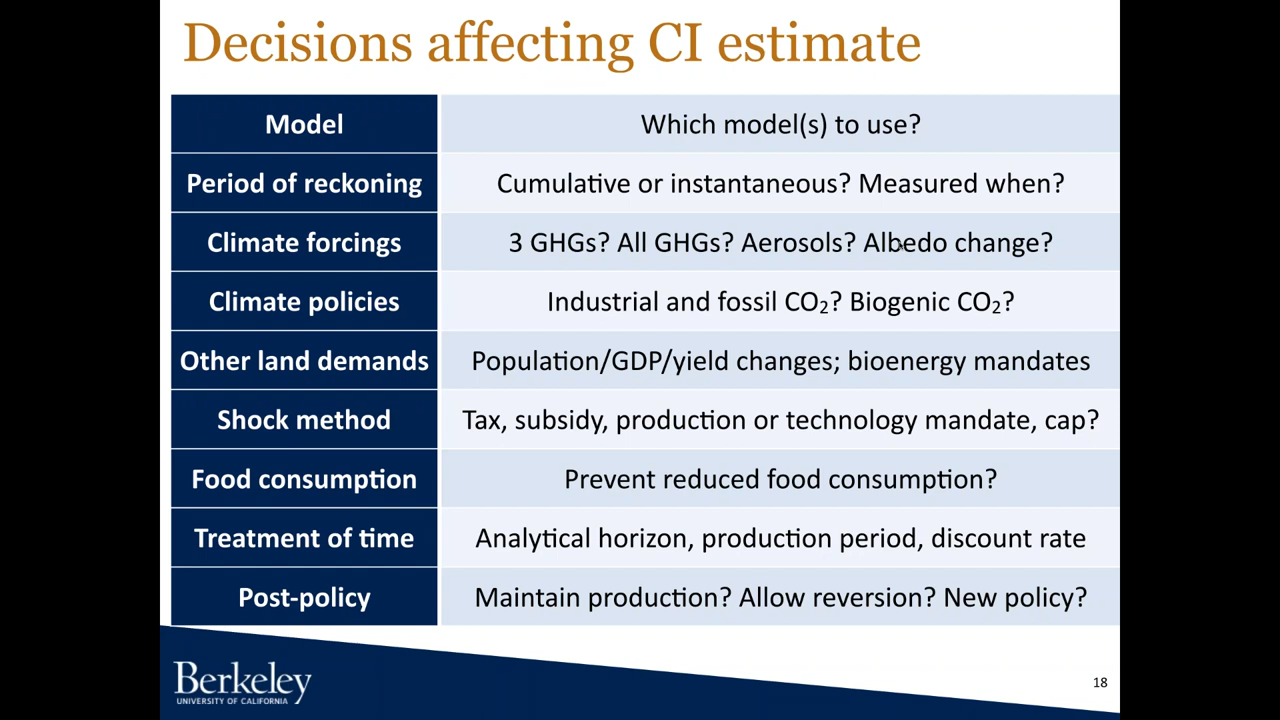 Decisions affecting CI estimate
Model Which model(s) to use?
Period of reckoning Cumulative or instantaneous? Measured when?
Climate forcings 3 GHGs? All GHGs? Aerosols? Albedo change?
Climate policies Industrial and fossil CO₂? Biogenic CO₂?
Other land demands Population/GDP/yield changes; bioenergy mandates
Shock method Tax, subsidy, production or technology mandate, cap?
Food consumption Prevent reduced food consumption?
Treatment of time Analytical horizon, production period, discount rate
Post-policy Maintain production? Allow reversion? New policy?
Berkeley
UNIVERSITY OF CALIFORNIA
18